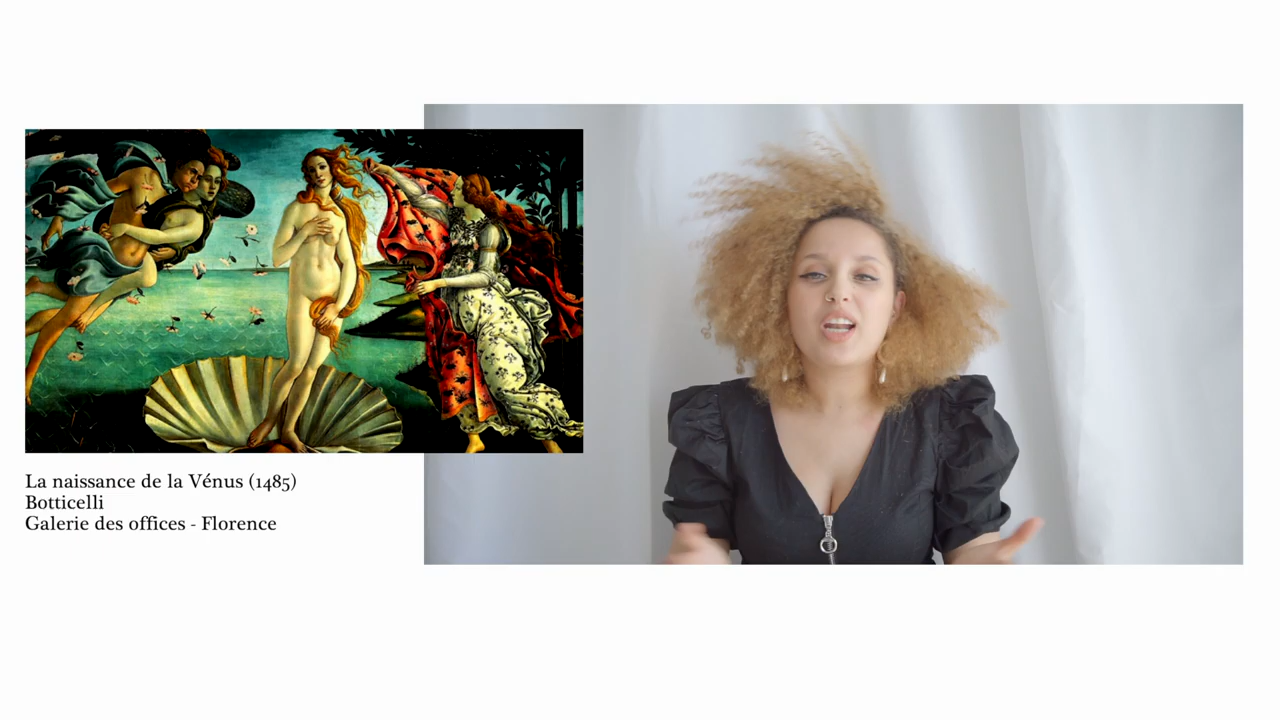 La naissance de la Vénus (1485)
Botticelli
Galerie des offices - Florence